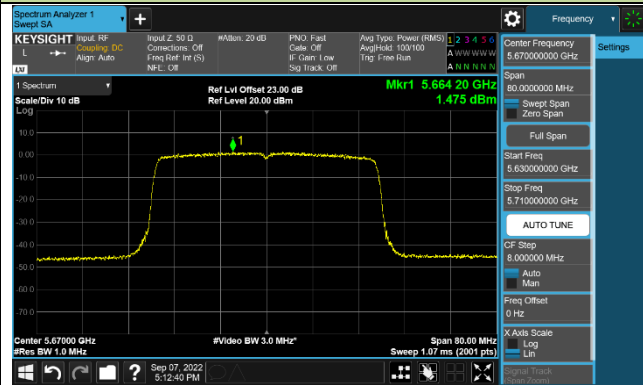 Spectrum Analyzer 1
Swept SA
Frequency
KEYSIGHT
Input: RF
Coupling: DC
Align: Auto
Input Z: 50 Ω
Corrections: Off
Freq Ref: Int (S)
NFE: Off
#Atten: 20 dB
PNO: Fast
Gate: Off
IF Gain: Low
Sig Track: Off
Avg Type: Power (RMS)
Avg|Hold: 100/100
Trig: Free Run
1 2 3 4 5 6
A W W W W W
A N N N N N
L
LXI
1 Spectrum
Scale/Div 10 dB
Log
Ref Lvl Offset 23.00 dB
Ref Level 20.00 dBm
Mkr1 5.664 20 GHz
1.475 dBm
1
10.0
0.00
-10.0
-20.0
-30.0
-40.0
-50.0
-60.0
-70.0
Center 5.67000 GHz
#Res BW 1.0 MHz
#Video BW 3.0 MHz*
Span 80.00 MHz
Sweep 1.07 ms (2001 pts)
Sep 07, 2022
5:12:40 PM
Center Frequency
5.670000000 GHz
Settings
Span
80.0000000 MHz
Swept Span
Zero Span
Full Span
Start Freq
5.630000000 GHz
Stop Freq
5.710000000 GHz
AUTO TUNE
CF Step
8.000000 MHz
Auto
Man
Freq Offset
0 Hz
X Axis Scale
Log
Lin
Signal Track
(Span Zoom)